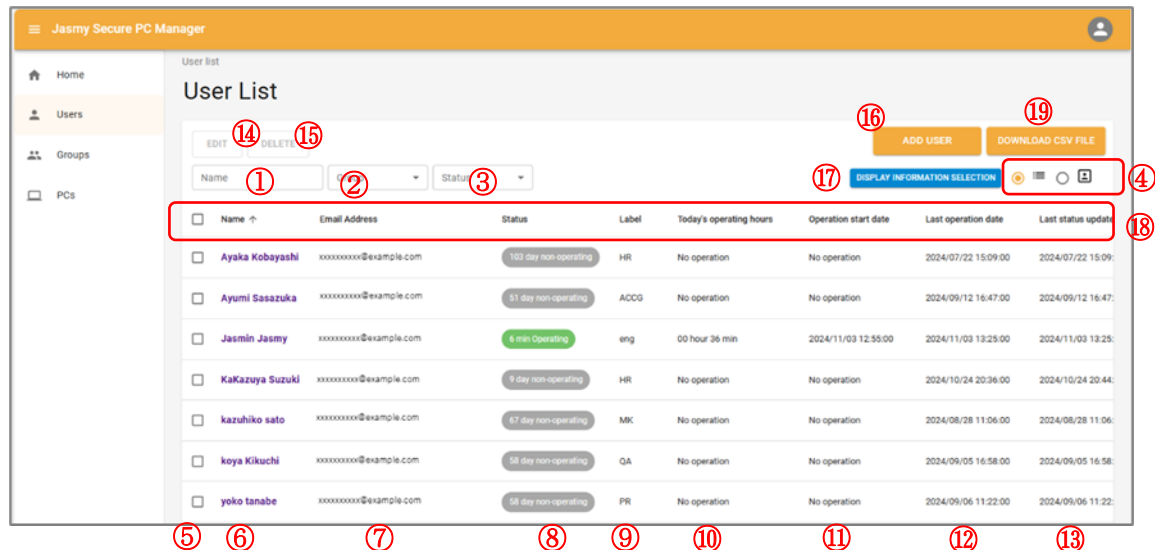 Jasmy Secure PC Manager
Home
Users
Groups
PCs
User list
User List
EDIT ⑭ DELETE ⑮ ⑯ ADD USER ⑲ DOWNLOAD CSV FILE
Name ① Group ② Status ③ ⑰ DISPLAY INFORMATION SELECTION ④
Name ↑ Email Address Status Label Today's operating hours Operation start date Last operation date Last status update ⑱
Ayaka Kobayashi xxxxxxxxxx@example.com 103 day non-operating HR No operation No operation 2024/07/22 15:09:00 2024/07/22 15:09:
Ayumi Sasazuka xxxxxxxxxx@example.com 51 day non-operating ACCG No operation No operation 2024/09/12 16:47:00 2024/09/12 16:47:
Jasmin Jasmy xxxxxxxxxx@example.com 6 min Operating eng 00 hour 36 min 2024/11/03 12:55:00 2024/11/03 13:25:00 2024/11/03 13:25:
KaKazuya Suzuki xxxxxxxxxx@example.com 9 day non-operating HR No operation No operation 2024/10/24 20:36:00 2024/10/24 20:44:
kazuhiko sato xxxxxxxxxx@example.com 67 day non-operating MK No operation No operation 2024/08/28 11:06:00 2024/08/28 11:06:
koya Kikuchi xxxxxxxxxx@example.com 58 day non-operating QA No operation No operation 2024/09/05 16:58:00 2024/09/05 16:58:
yoko tanabe xxxxxxxxxx@example.com 58 day non-operating PR No operation No operation 2024/09/06 11:22:00 2024/09/06 11:22:
⑤ ⑥ ⑦ ⑧ ⑨ ⑩ ⑪ ⑫ ⑬